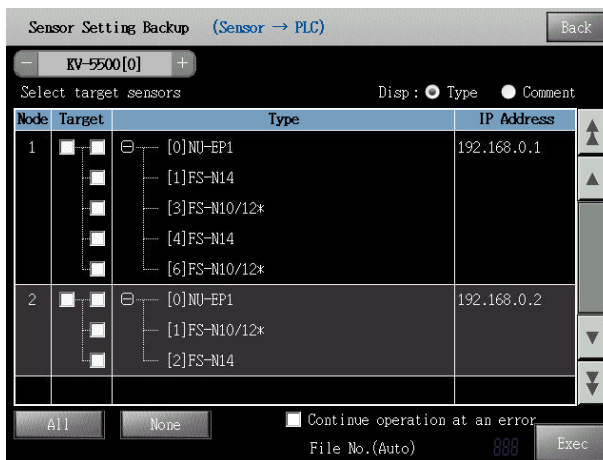 Sensor Setting Backup (Sensor → PLC) Back
- KV-5500[0] +
Select target sensors Disp: Type Comment
Node Target Type IP Address
1 [0]NU-EP1 192.168.0.1
[1]FS-N14
[3]FS-N10/12*
[4]FS-N14
[6]FS-N10/12*
2 [0]NU-EP1 192.168.0.2
[1]FS-N10/12*
[2]FS-N14
All None Continue operation at an error
File No.(Auto) 888 Exec